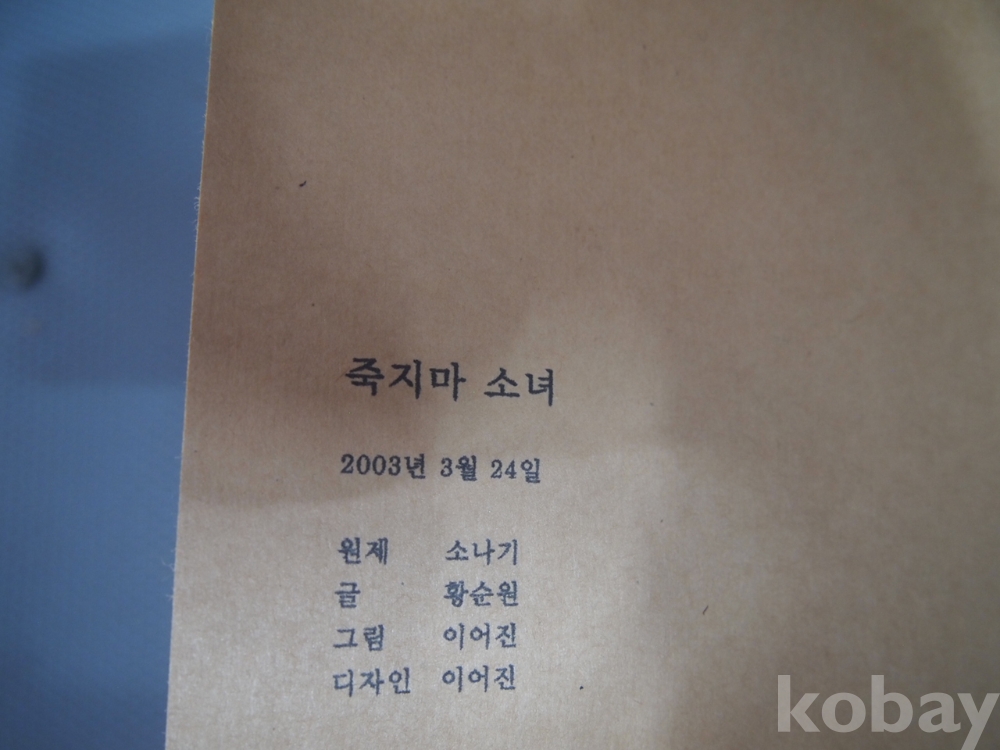 죽지마 소녀
2003년 3월 24일
원제 소나기
글 황순원
그림 이어진
디자인 이어진
kobay